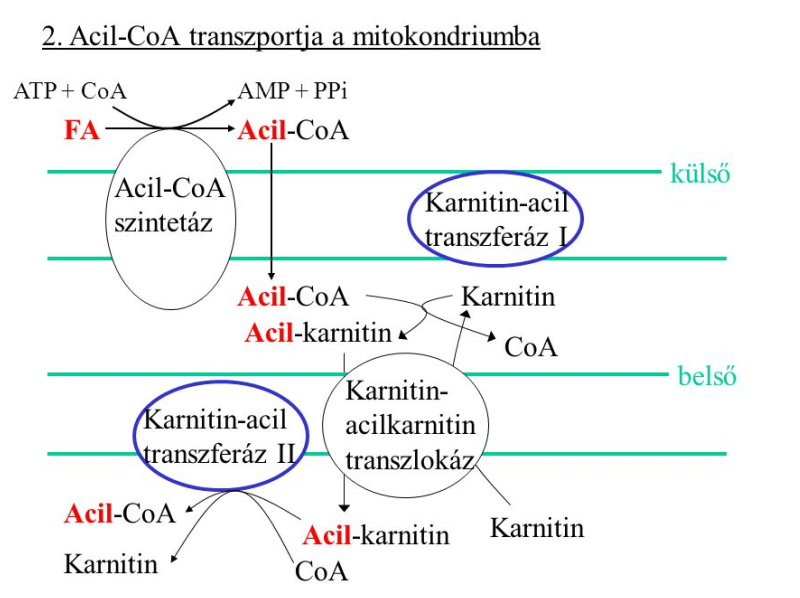 2. Acil-CoA transzportja a mitokondriumba
ATP + CoA
AMP + PPi
FA
Acil-CoA
külső
Acil-CoA
szintetáz
Karnitin-acil
transzferáz I
Acil-CoA
Karnitin
Acil-karnitin
CoA
belső
Karnitin-
acilkarnitin
transzlokáz
Karnitin-acil
transzferáz II
Acil-CoA
Karnitin
Acil-karnitin
CoA
Karnitin